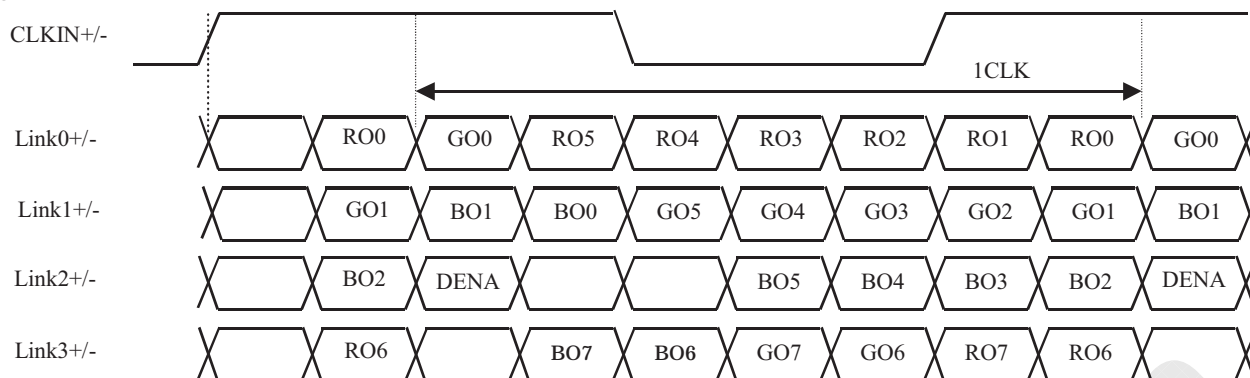 CLKIN+/-
1CLK
Link0+/- RO0 GO0 RO5 RO4 RO3 RO2 RO1 RO0 GO0
Link1+/- GO1 BO1 BO0 GO5 GO4 GO3 GO2 GO1 BO1
Link2+/- BO2 DENA BO5 BO4 BO3 BO2 DENA
Link3+/- RO6 BO7 BO6 GO7 GO6 RO7 RO6